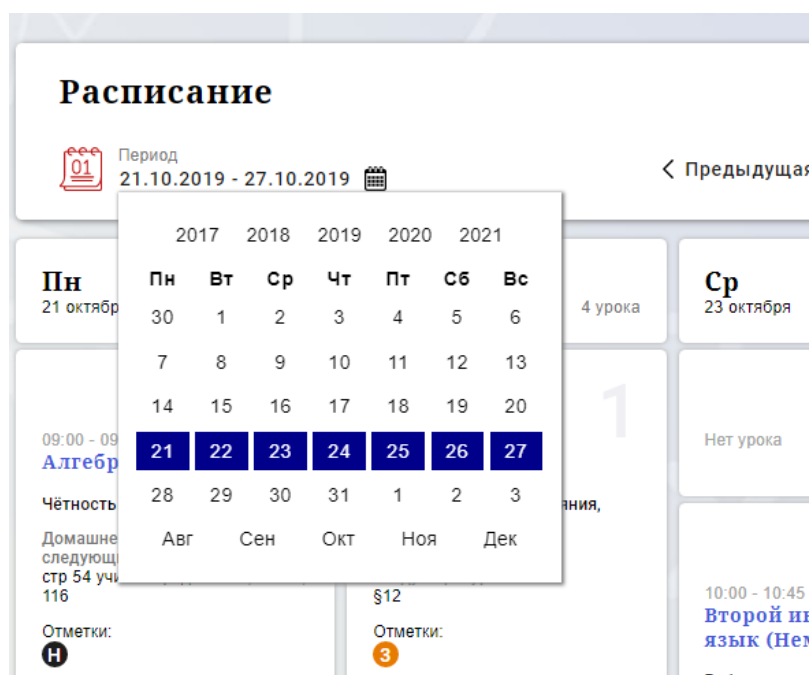 Расписание
Период
21.10.2019 - 27.10.2019
Предыдущая
2017 2018 2019 2020 2021
Пн Вт Ср Чт Пт Сб Вс
30 1 2 3 4 5 6
7 8 9 10 11 12 13
14 15 16 17 18 19 20
21 22 23 24 25 26 27
28 29 30 31 1 2 3
Авг Сен Окт Ноя Дек
Пн
21 октябр
09:00 - 09
Алгебр
Чётность
Домашне
следующ
стр 54 уч
116
Отметки:
Н
4 урока
1
яния,
§12
Отметки:
3
Ср
23 октября
Нет урока
10:00 - 10:45
Второй ин
язык (Нем